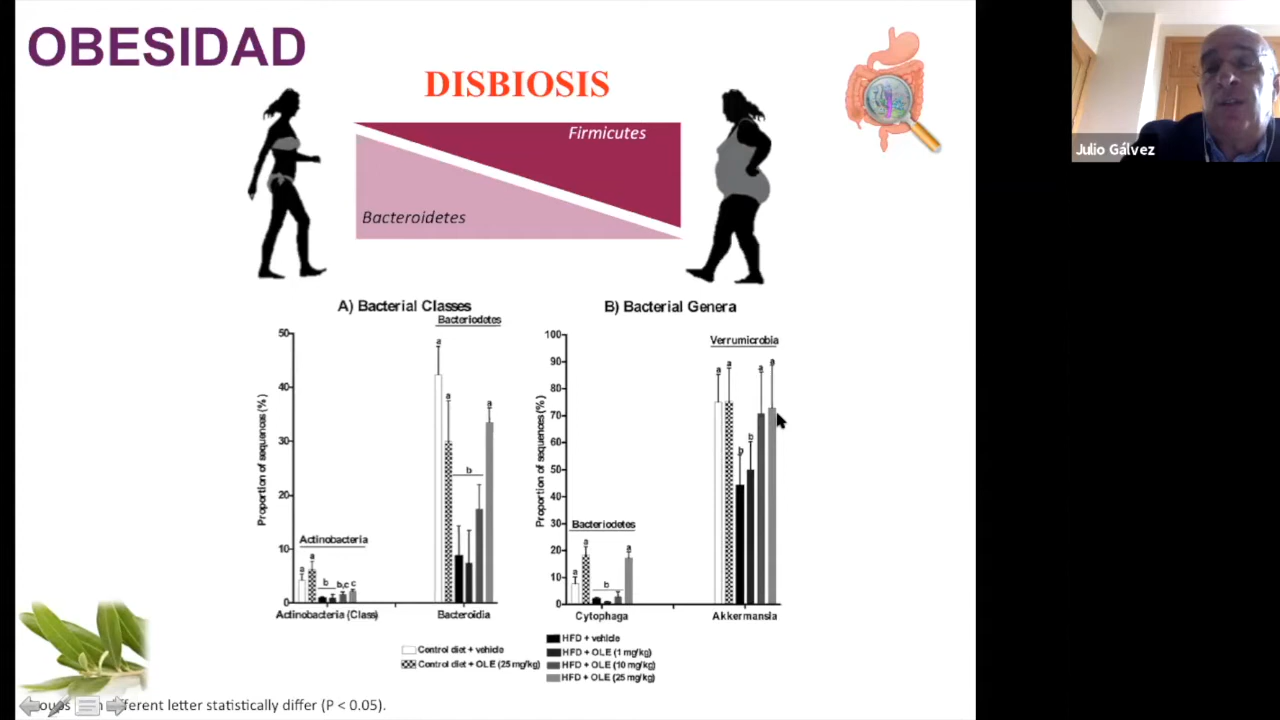 OBESIDAD
DISBIOSIS
Firmicutes
Bacteroidetes
Julio Gálvez
A) Bacterial Classes
Bacteriodetes
50
40
30
20
10
0
Proportion of sequences (%)
a
a
b
a
Actinobacteria
a
a
b
b,c
c
Actinobacteria (Class)
Bacteroidia
B) Bacterial Genera
Verrumicrobia
100
90
80
70
60
50
40
30
20
10
0
Proportion of sequences (%)
a
a
b
b
a
a
Bacteriodetes
a
a
b
a
Cytophaga
Akkermansia
Control diet + vehicle
Control diet + OLE (25 mg/kg)
HFD + vehicle
HFD + OLE (1 mg/kg)
HFD + OLE (10 mg/kg)
HFD + OLE (25 mg/kg)
letter statistically differ (P < 0.05).